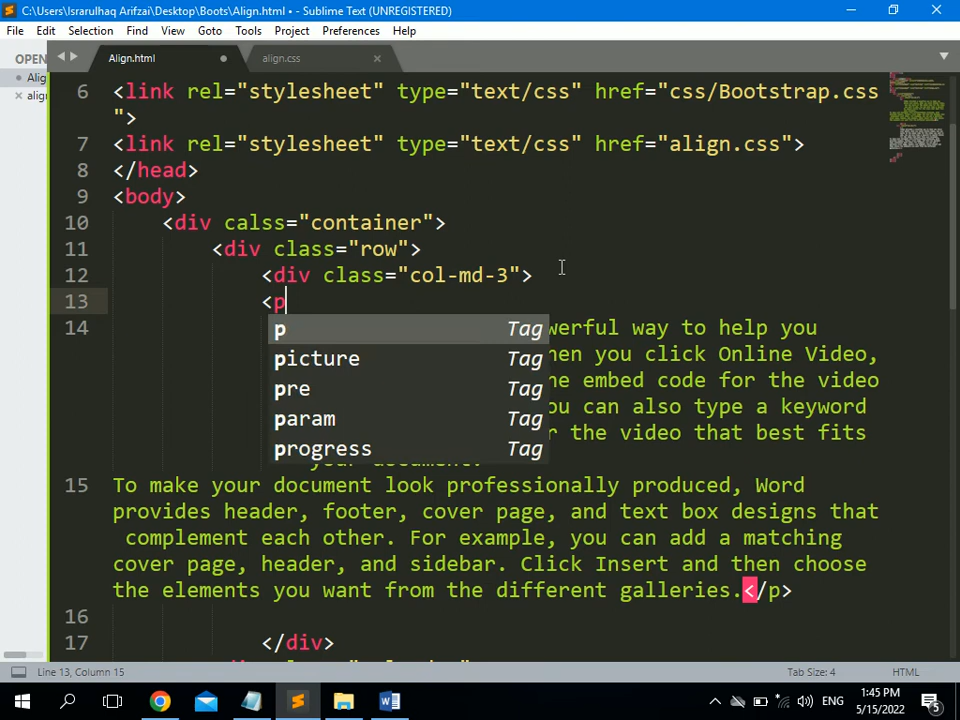 C:\Users\Israrulhaq Arifzai\Desktop\Boots\Align.html • - Sublime Text (UNREGISTERED)
File Edit Selection Find View Goto Tools Project Preferences Help
OPEN
Align.html
align.css
Alig
align
6 <link rel="stylesheet" type="text/css" href="css/Bootstrap.css
">
7 <link rel="stylesheet" type="text/css" href="align.css">
8 </head>
9 <body>
10 <div calss="container">
11 <div class="row">
12 <div class="col-md-3">
13 <p
14 werful way to help you
p Tag
hen you click Online Video,
picture Tag
he embed code for the video
pre Tag
ou can also type a keyword
param Tag
r the video that best fits
progress Tag
your document.
15 To make your document look professionally produced, Word
provides header, footer, cover page, and text box designs that
complement each other. For example, you can add a matching
cover page, header, and sidebar. Click Insert and then choose
the elements you want from the different galleries.</p>
16
17 </div>
Line 13, Column 15 Tab Size: 4 HTML
ENG
1:45 PM
5/15/2022
5